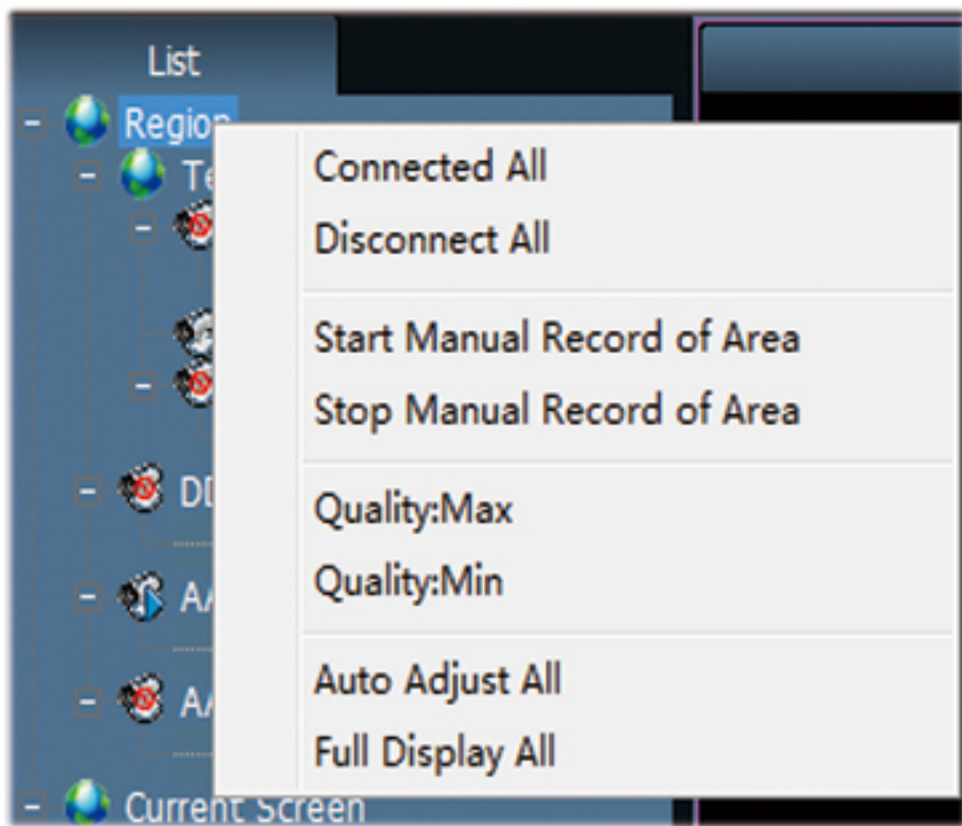 List
Region
Connected All
Disconnect All
Start Manual Record of Area
Stop Manual Record of Area
Quality:Max
Quality:Min
Auto Adjust All
Full Display All
Current Screen